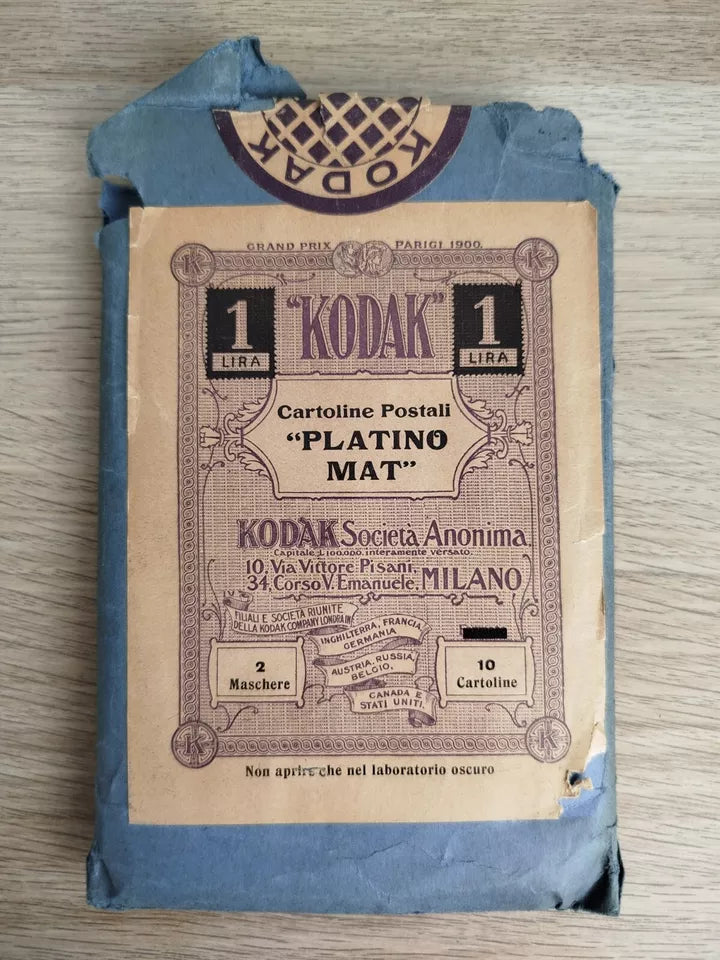 KODAK
KODAK
GRAND PRIX PARIGI 1900.
K K
1 LIRA
"KODAK"
1 LIRA
Cartoline Postali
"PLATINO
MAT"
KODAK Società Anonima.
Capitale L 100.000. interamente versato.
10, Via Vittore Pisani,
34, Corso V. Emanuele, MILANO
FILIALI E SOCIETÀ RIUNITE
DELLA KODAK COMPANY LONDRA IN
INGHILTERRA, FRANCIA,
GERMANIA
AUSTRIA, RUSSIA,
BELGIO,
CANADA E
STATI UNITI.
2
Maschere
10
Cartoline
K K
Non aprire che nel laboratorio oscuro